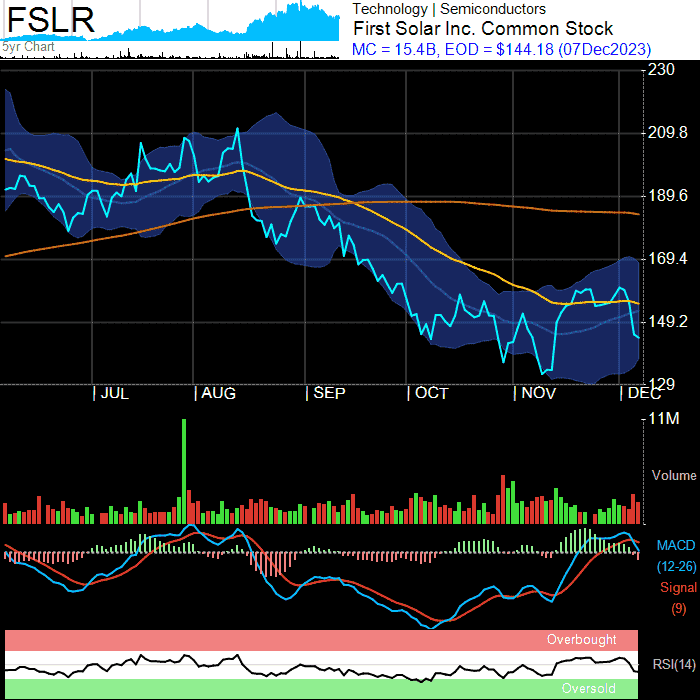 FSLR
5yr Chart
Technology | Semiconductors
First Solar Inc. Common Stock
MC = 15.4B, EOD = $144.18 (07Dec2023)
230
209.8
189.6
169.4
149.2
129
| JUL | AUG | SEP | OCT | NOV | DEC
11M
Volume
MACD
(12-26)
Signal
(9)
Overbought
RSI(14)
Oversold